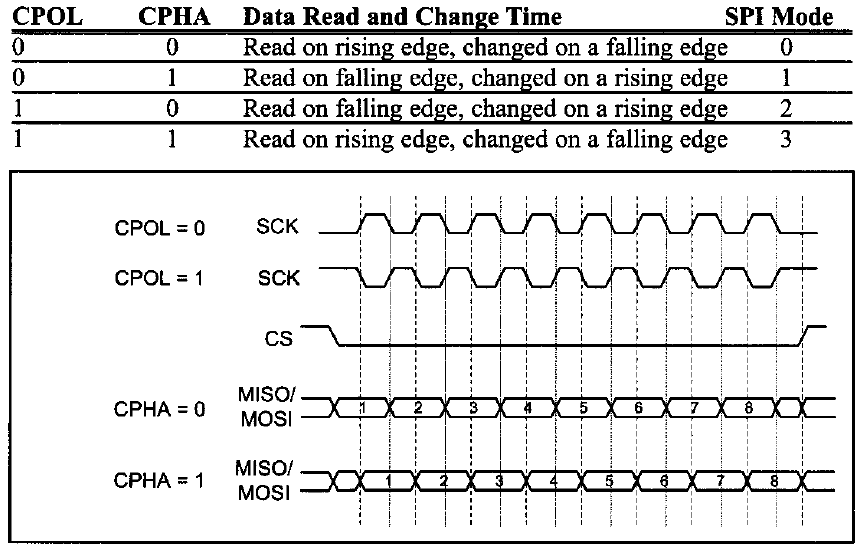 CPOL CPHA Data Read and Change Time SPI Mode
0 0 Read on rising edge, changed on a falling edge 0
0 1 Read on falling edge, changed on a rising edge 1
1 0 Read on falling edge, changed on a rising edge 2
1 1 Read on rising edge, changed on a falling edge 3
CPOL = 0 SCK
CPOL = 1 SCK
CS
CPHA = 0 MISO/
MOSI 1 2 3 4 5 6 7 8
CPHA = 1 MISO/
MOSI 1 2 3 4 5 6 7 8